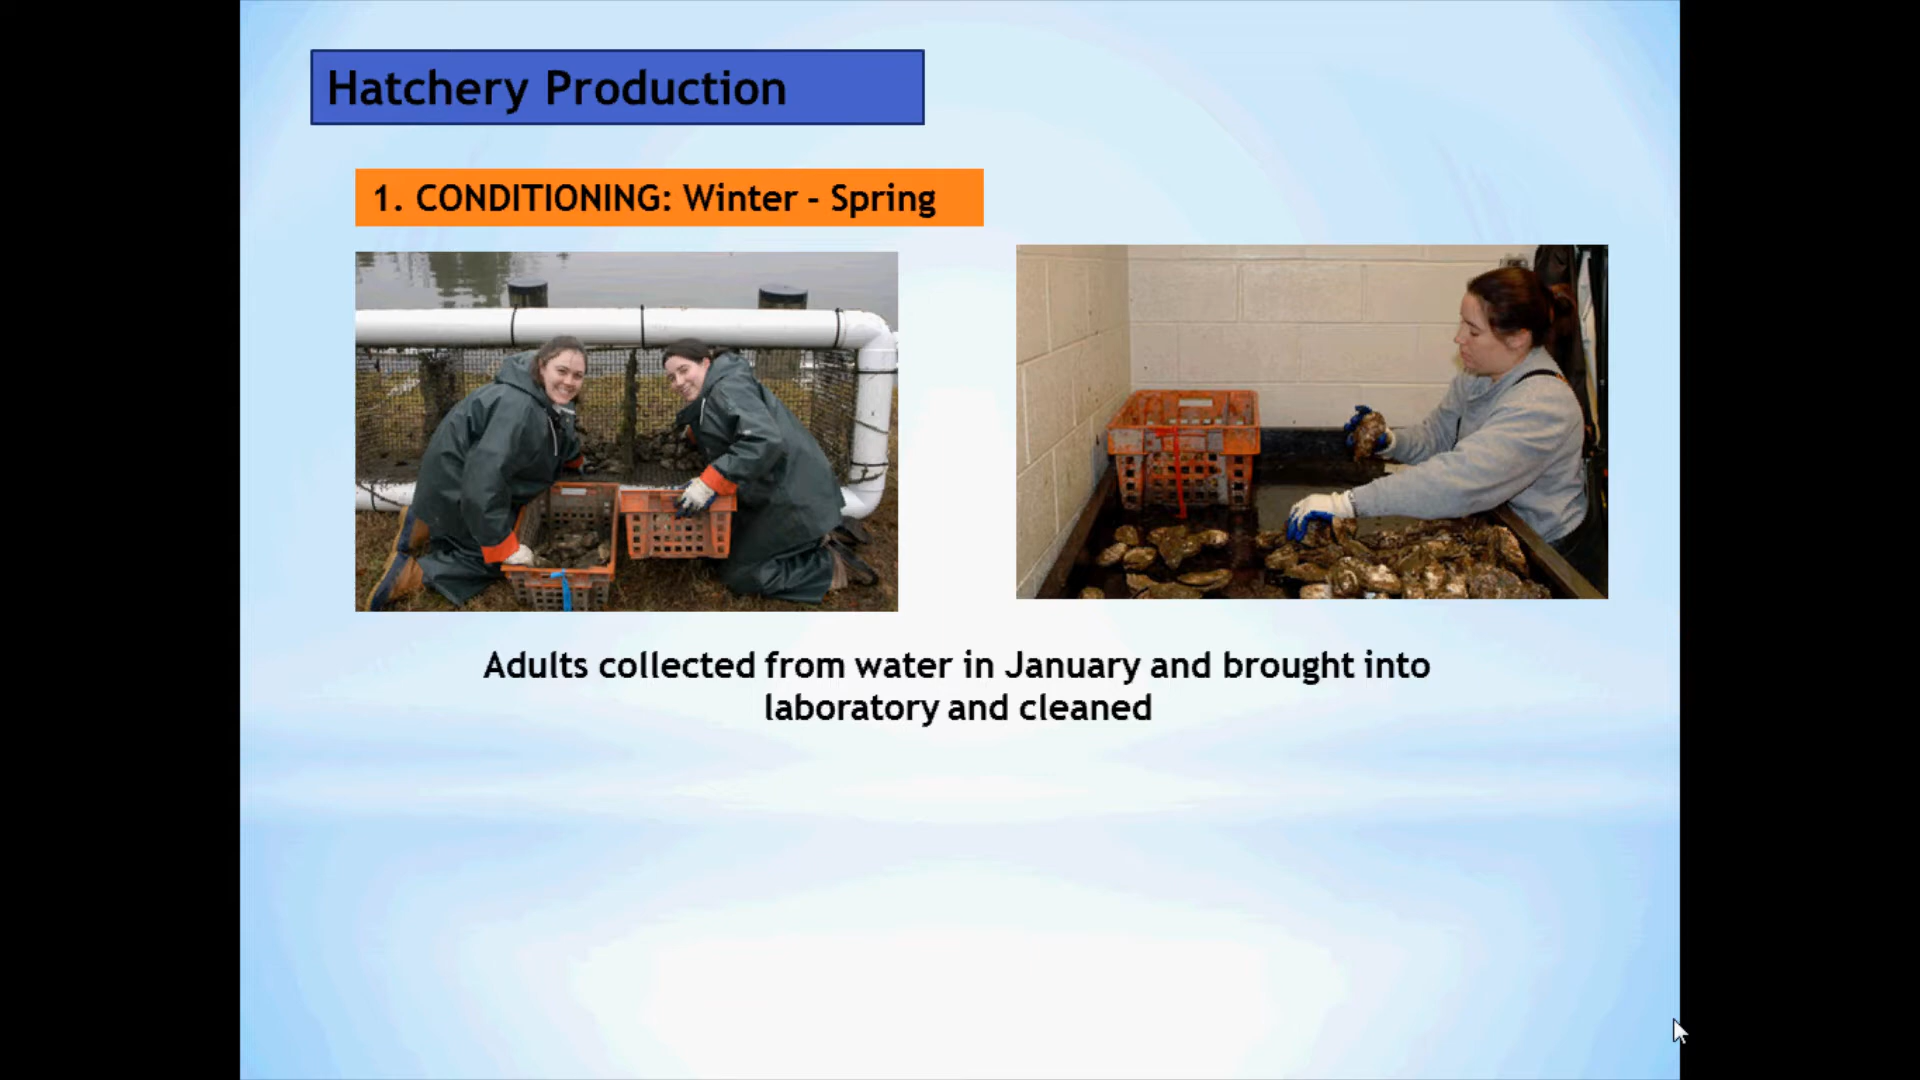 Hatchery Production
1. CONDITIONING: Winter - Spring
Adults collected from water in January and brought into
laboratory and cleaned